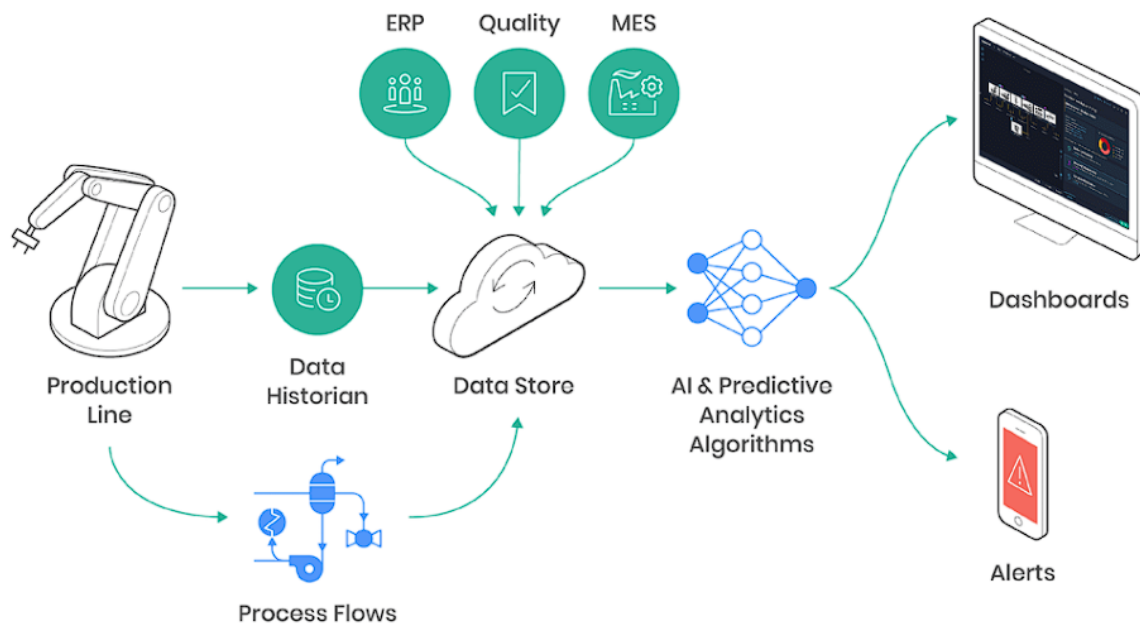 ERP
Quality
MES
Production
Line
Data
Historian
Data Store
AI & Predictive
Analytics
Algorithms
Dashboards
Process Flows
Alerts